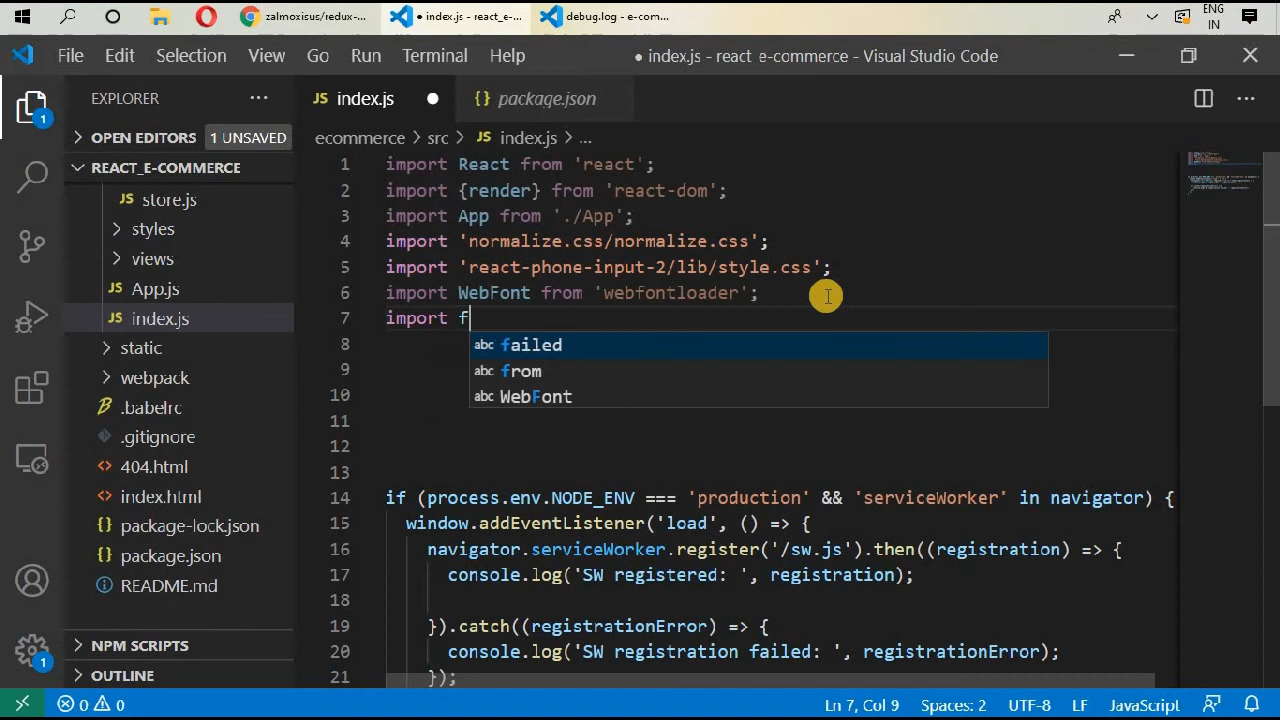 zalmoxisus/redux-...
● index.js - react_e-...
debug.log - e-com...
ENG
IN
File Edit Selection View Go Run Terminal Help
● index.js - react_e-commerce - Visual Studio Code
EXPLORER
JS index.js
{} package.json
1
OPEN EDITORS 1 UNSAVED
ecommerce > src > JS index.js > ...
REACT_E-COMMERCE
JS store.js
styles
views
JS App.js
JS index.js
static
webpack
.babelrc
.gitignore
404.html
index.html
{} package-lock.json
{} package.json
README.md
NPM SCRIPTS
OUTLINE
1
1 import React from 'react';
2 import {render} from 'react-dom';
3 import App from './App';
4 import 'normalize.css/normalize.css';
5 import 'react-phone-input-2/lib/style.css';
6 import WebFont from 'webfontloader';
7 import f
8
abc failed
9
abc from
10
abc WebFont
11
12
13
14 if (process.env.NODE_ENV === 'production' && 'serviceWorker' in navigator) {
15 window.addEventListener('load', () => {
16 navigator.serviceWorker.register('/sw.js').then((registration) => {
17 console.log('SW registered: ', registration);
18
19 }).catch((registrationError) => {
20 console.log('SW registration failed: ', registrationError);
21 });
0 0
Ln 7, Col 9 Spaces: 2 UTF-8 LF JavaScript